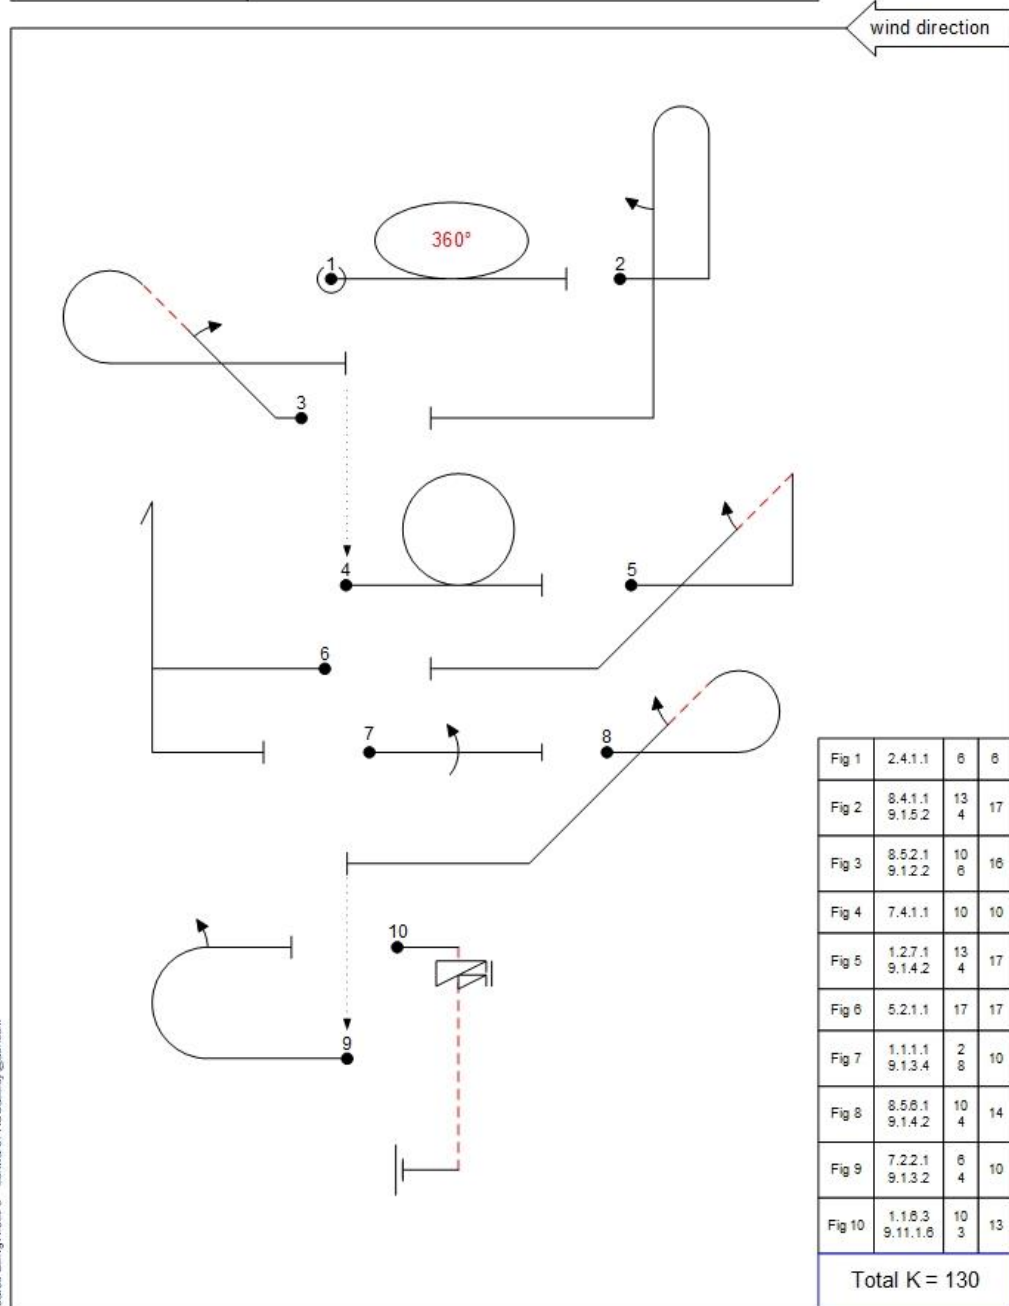 wind direction
1
360º
2
3
4
5
6
7
8
9
10
Fig 1 2.4.1.1 6 6
Fig 2 8.4.1.1 13 17
9.1.5.2 4
Fig 3 8.5.2.1 10 16
9.1.2.2 6
Fig 4 7.4.1.1 10 10
Fig 5 1.2.7.1 13 17
9.1.4.2 4
Fig 6 5.2.1.1 17 17
Fig 7 1.1.1.1 2 10
9.1.3.4 8
Fig 8 8.5.6.1 10 14
9.1.4.2 4
Fig 9 7.2.2.1 6 10
9.1.3.2 4
Fig 10 1.1.6.3 10 13
9.11.1.6 3
Total K = 130